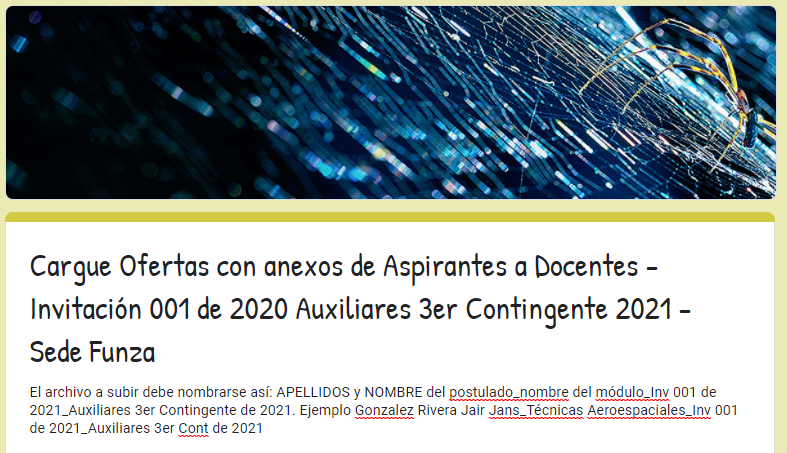 Cargue Ofertas con anexos de Aspirantes a Docentes –
Invitación 001 de 2020 Auxiliares 3er Contingente 2021 –
Sede Funza
El archivo a subir debe nombrarse así: APELLIDOS y NOMBRE del postulado_nombre del módulo_Inv 001 de
2021_Auxiliares 3er Contingente de 2021. Ejemplo Gonzalez Rivera Jair Jans_Técnicas Aeroespaciales_Inv 001
de 2021_Auxiliares 3er Cont de 2021